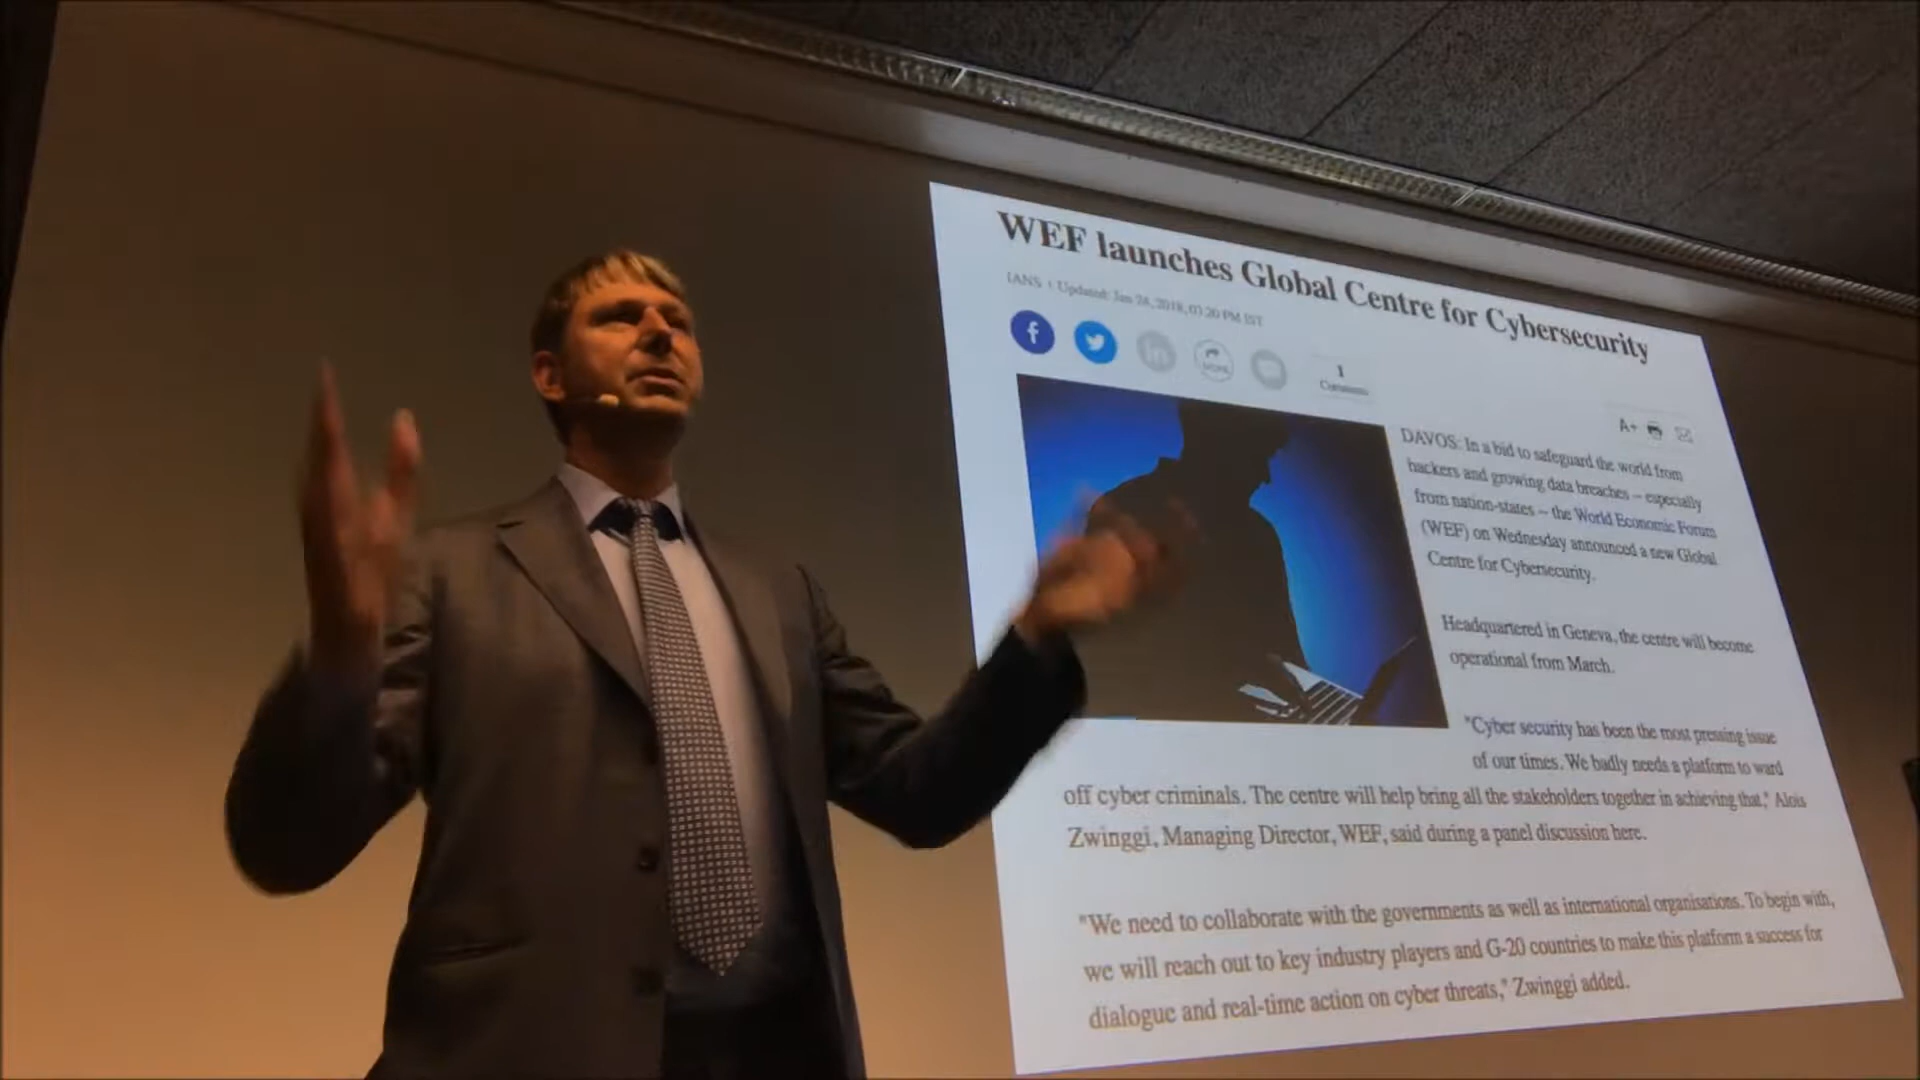 WEF launches Global Centre for Cybersecurity
IANS | Updated: Jan 24, 2018, 03:20 PM IST
f
in
MORE
1
Comments
A+
DAVOS: In a bid to safeguard the world from
hackers and growing data breaches -- especially
from nation-states -- the World Economic Forum
(WEF) on Wednesday announced a new Global
Centre for Cybersecurity.
Headquartered in Geneva, the centre will become
operational from March.
"Cyber security has been the most pressing issue
of our times. We badly needs a platform to ward
off cyber criminals. The centre will help bring all the stakeholders together in achieving that," Alois
Zwinggi, Managing Director, WEF, said during a panel discussion here.
"We need to collaborate with the governments as well as international organisations. To begin with,
we will reach out to key industry players and G-20 countries to make this platform a success for
dialogue and real-time action on cyber threats," Zwinggi added.